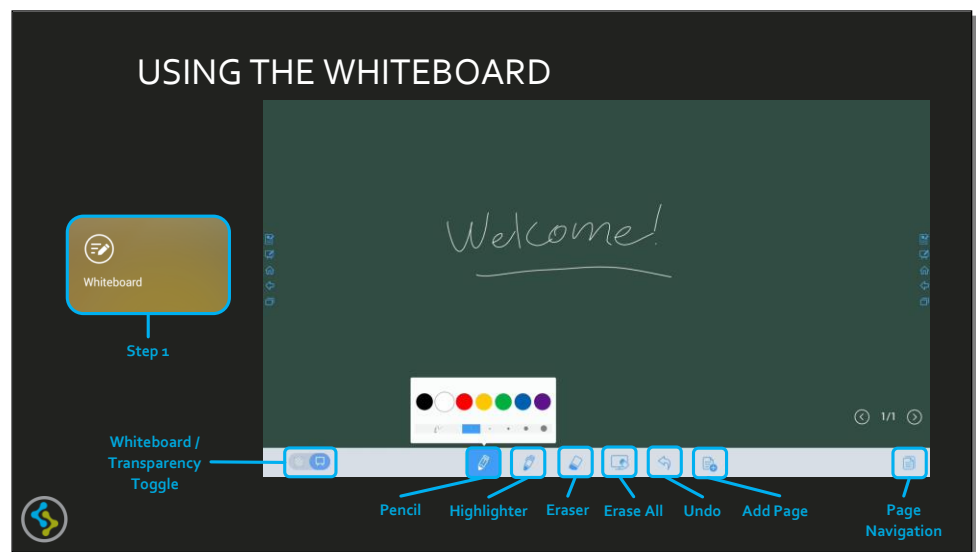 USING THE WHITEBOARD
Welcome!
Whiteboard
Step 1
1/1
Whiteboard /
Transparency
Toggle
Pencil
Highlighter
Eraser
Erase All
Undo
Add Page
Page
Navigation